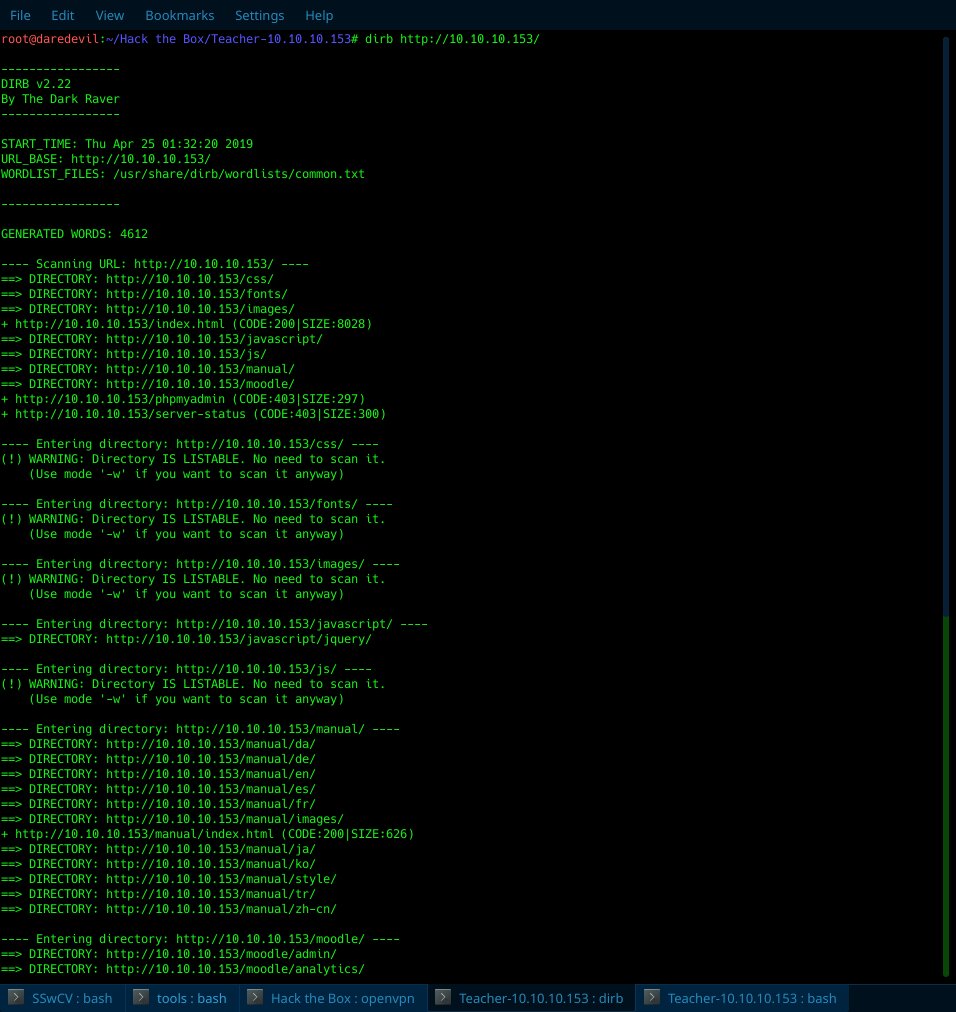 File Edit View Bookmarks Settings Help
root@daredevil:~/Hack the Box/Teacher-10.10.10.153# dirb http://10.10.10.153/
-----------------
DIRB v2.22
By The Dark Raver
-----------------
START_TIME: Thu Apr 25 01:32:20 2019
URL_BASE: http://10.10.10.153/
WORDLIST_FILES: /usr/share/dirb/wordlists/common.txt
-----------------
GENERATED WORDS: 4612
---- Scanning URL: http://10.10.10.153/ ----
==> DIRECTORY: http://10.10.10.153/css/
==> DIRECTORY: http://10.10.10.153/fonts/
==> DIRECTORY: http://10.10.10.153/images/
+ http://10.10.10.153/index.html (CODE:200|SIZE:8028)
==> DIRECTORY: http://10.10.10.153/javascript/
==> DIRECTORY: http://10.10.10.153/js/
==> DIRECTORY: http://10.10.10.153/manual/
==> DIRECTORY: http://10.10.10.153/moodle/
+ http://10.10.10.153/phpmyadmin (CODE:403|SIZE:297)
+ http://10.10.10.153/server-status (CODE:403|SIZE:300)
---- Entering directory: http://10.10.10.153/css/ ----
(!) WARNING: Directory IS LISTABLE. No need to scan it.
(Use mode '-w' if you want to scan it anyway)
---- Entering directory: http://10.10.10.153/fonts/ ----
(!) WARNING: Directory IS LISTABLE. No need to scan it.
(Use mode '-w' if you want to scan it anyway)
---- Entering directory: http://10.10.10.153/images/ ----
(!) WARNING: Directory IS LISTABLE. No need to scan it.
(Use mode '-w' if you want to scan it anyway)
---- Entering directory: http://10.10.10.153/javascript/ ----
==> DIRECTORY: http://10.10.10.153/javascript/jquery/
---- Entering directory: http://10.10.10.153/js/ ----
(!) WARNING: Directory IS LISTABLE. No need to scan it.
(Use mode '-w' if you want to scan it anyway)
---- Entering directory: http://10.10.10.153/manual/ ----
==> DIRECTORY: http://10.10.10.153/manual/da/
==> DIRECTORY: http://10.10.10.153/manual/de/
==> DIRECTORY: http://10.10.10.153/manual/en/
==> DIRECTORY: http://10.10.10.153/manual/es/
==> DIRECTORY: http://10.10.10.153/manual/fr/
==> DIRECTORY: http://10.10.10.153/manual/images/
+ http://10.10.10.153/manual/index.html (CODE:200|SIZE:626)
==> DIRECTORY: http://10.10.10.153/manual/ja/
==> DIRECTORY: http://10.10.10.153/manual/ko/
==> DIRECTORY: http://10.10.10.153/manual/style/
==> DIRECTORY: http://10.10.10.153/manual/tr/
==> DIRECTORY: http://10.10.10.153/manual/zh-cn/
---- Entering directory: http://10.10.10.153/moodle/ ----
==> DIRECTORY: http://10.10.10.153/moodle/admin/
==> DIRECTORY: http://10.10.10.153/moodle/analytics/
SSwCV : bash tools : bash Hack the Box : openvpn Teacher-10.10.10.153 : dirb Teacher-10.10.10.153 : bash